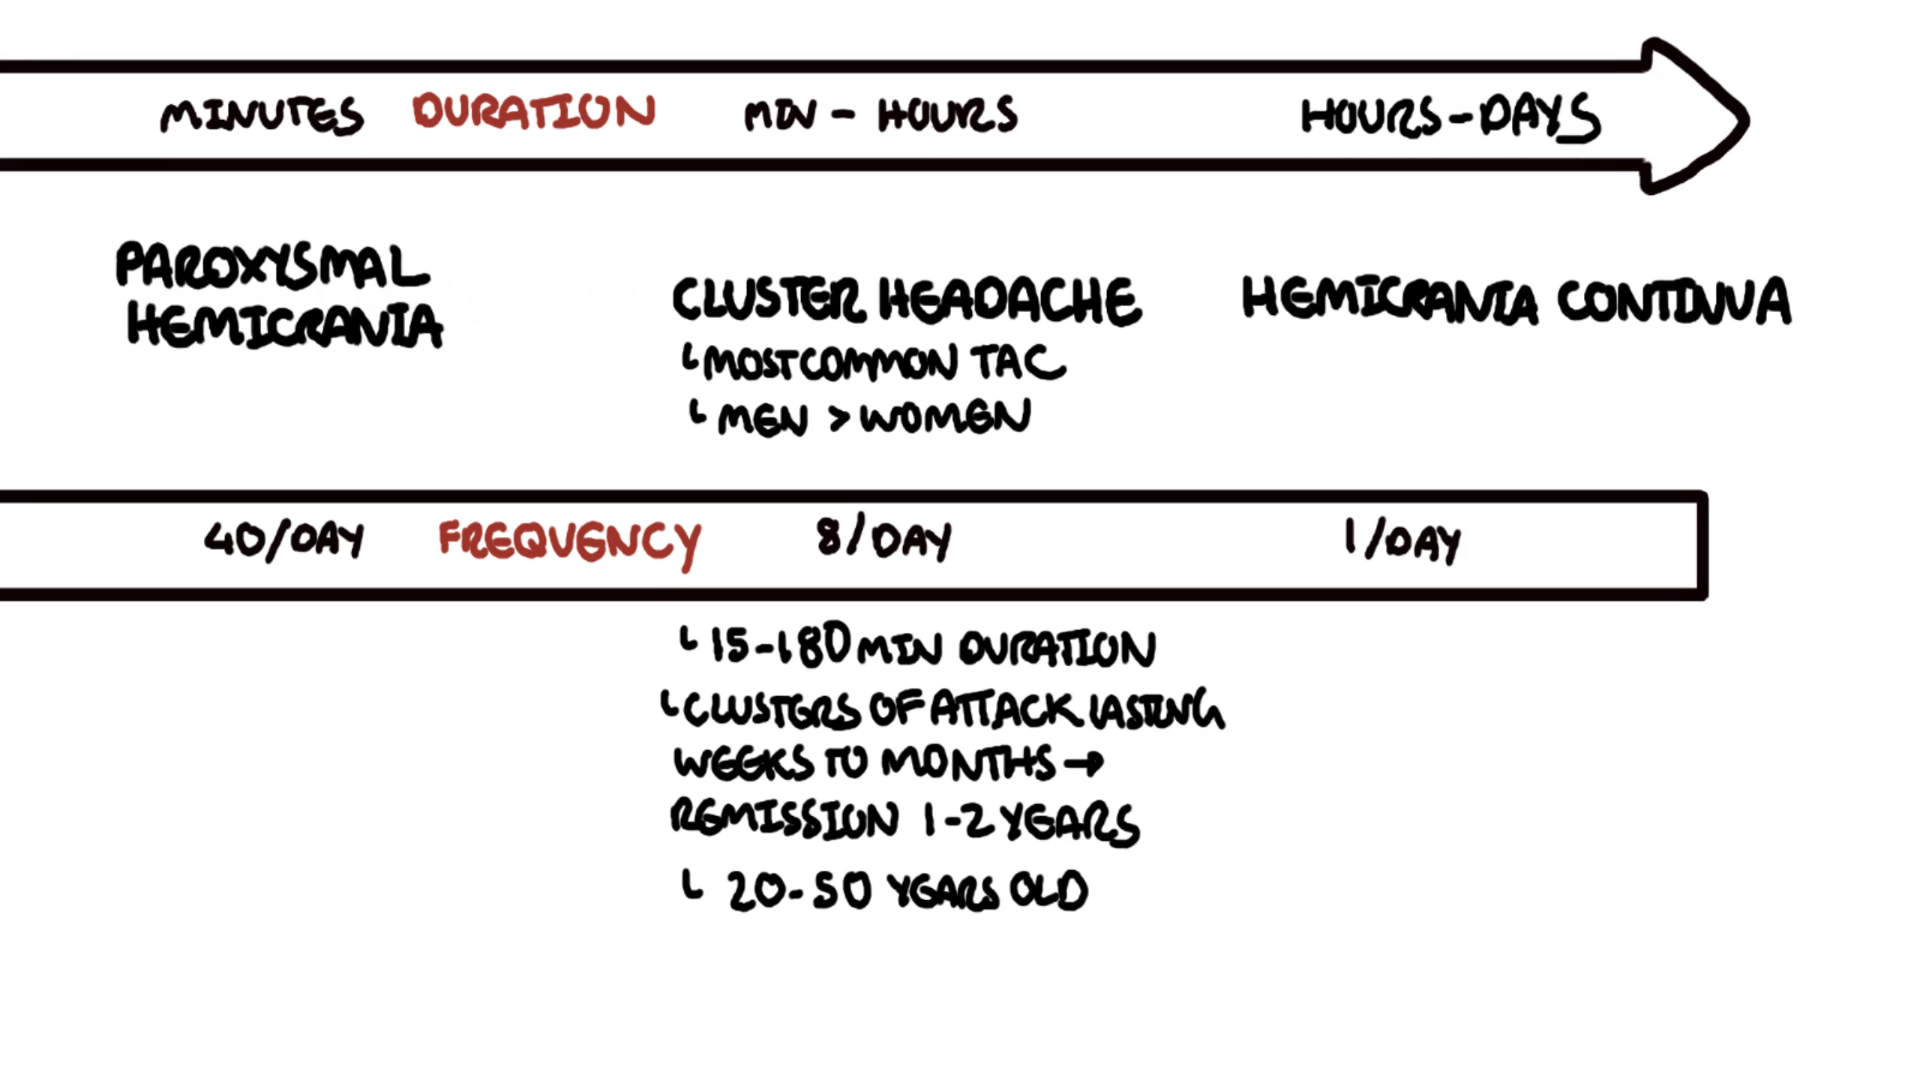 MINUTES DURATION MIN - HOURS HOURS-DAYS
PAROXYSMAL
HEMICRANIA
CLUSTER HEADACHE
HEMICRANIA CONTINUA
MOST COMMON TAC
MEN > WOMEN
40/DAY FREQUENCY 8/DAY 1/DAY
15-180 MIN DURATION
CLUSTERS OF ATTACK LASTING
WEEKS TO MONTHS →
REMISSION 1-2 YEARS
20-50 YEARS OLD